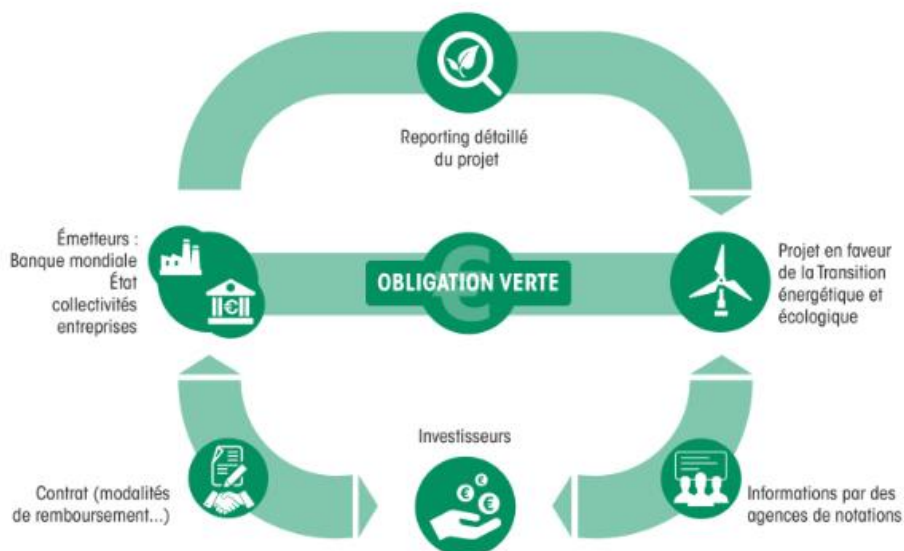 Reporting détaillé
du projet
Émetteurs :
Banque mondiale
État
collectivités
entreprises
€
OBLIGATION VERTE
Projet en faveur
de la Transition
énergétique et
écologique
Investisseurs
Contrat (modalités
de remboursement...)
€ € €
Informations par des
agences de notations